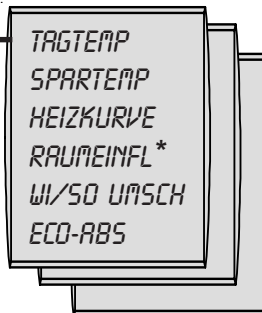 TAGTEMP
SPARTEMP
HEIZKURVE
RAUMEINFL*
WI/SO UMSCH
ECO-ABS